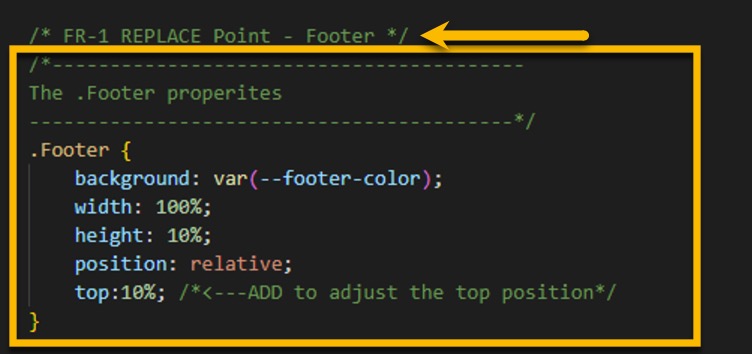 /* FR-1 REPLACE Point - Footer */
/*-----------------------------------------
The .Footer properites
------------------------------------------*/
.Footer {
background: var(--footer-color);
width: 100%;
height: 10%;
position: relative;
top:10%; /*<---ADD to adjust the top position*/
}